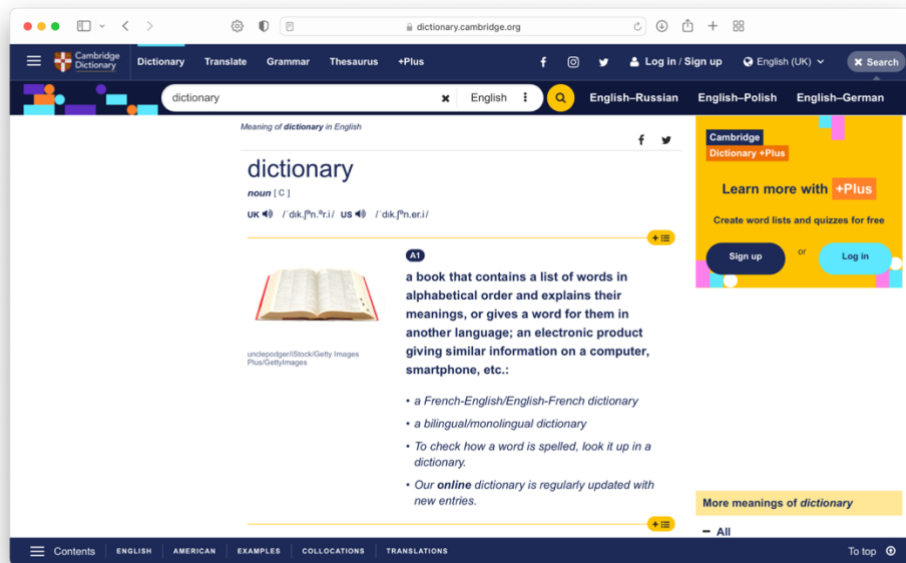 dictionary.cambridge.org
Cambridge Dictionary
Dictionary Translate Grammar Thesaurus +Plus Log in / Sign up English (UK) Search
dictionary English English–Russian English–Polish English–German
Meaning of dictionary in English
dictionary
noun [ C ]
UK /ˈdɪk.ʃən.ər.i/ US /ˈdɪk.ʃən.er.i/
A1
a book that contains a list of words in
alphabetical order and explains their
meanings, or gives a word for them in
another language; an electronic product
giving similar information on a computer,
smartphone, etc.:
unclepodger/iStock/Getty Images
Plus/GettyImages
• a French-English/English-French dictionary
• a bilingual/monolingual dictionary
• To check how a word is spelled, look it up in a
dictionary.
• Our online dictionary is regularly updated with
new entries.
Cambridge
Dictionary +Plus
Learn more with +Plus
Create word lists and quizzes for free
Sign up or Log in
More meanings of dictionary
All
Contents ENGLISH AMERICAN EXAMPLES COLLOCATIONS TRANSLATIONS To top